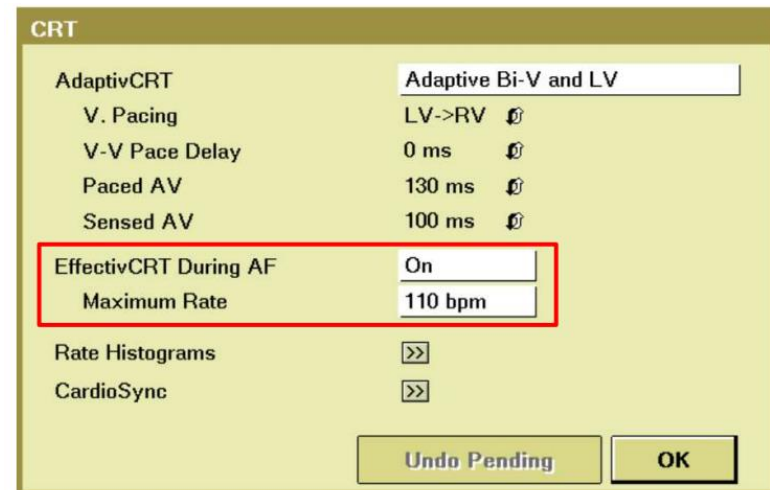 CRT
AdaptivCRT Adaptive Bi-V and LV
V. Pacing LV->RV
V-V Pace Delay 0 ms
Paced AV 130 ms
Sensed AV 100 ms
EffectivCRT During AF On
Maximum Rate 110 bpm
Rate Histograms >>
CardioSync >>
Undo Pending OK